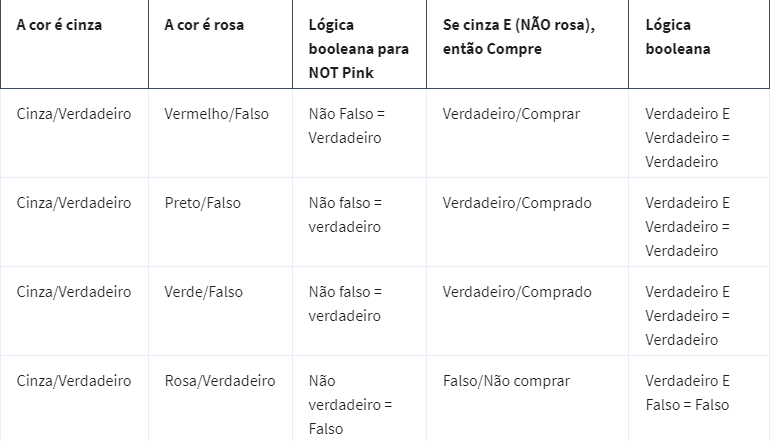 A cor é cinza
A cor é rosa
Lógica
booleana para
NOT Pink
Se cinza E (NÃO rosa),
então Compre
Lógica
booleana
Cinza/Verdadeiro
Vermelho/Falso
Não Falso =
Verdadeiro
Verdadeiro/Comprar
Verdadeiro E
Verdadeiro =
Verdadeiro
Cinza/Verdadeiro
Preto/Falso
Não falso =
verdadeiro
Verdadeiro/Comprado
Verdadeiro E
Verdadeiro =
Verdadeiro
Cinza/Verdadeiro
Verde/Falso
Não falso =
verdadeiro
Verdadeiro/Comprado
Verdadeiro E
Verdadeiro =
Verdadeiro
Cinza/Verdadeiro
Rosa/Verdadeiro
Não
verdadeiro =
Falso
Falso/Não comprar
Verdadeiro E
Falso = Falso